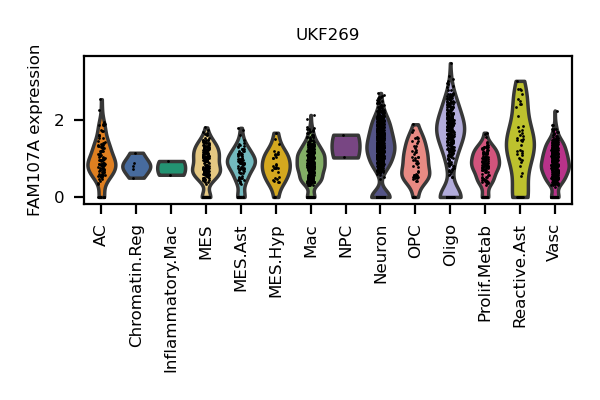 UKF269
FAM107A expression
2
0
AC
Chromatin.Reg
Inflammatory.Mac
MES
MES.Ast
MES.Hyp
Mac
NPC
Neuron
OPC
Oligo
Prolif.Metab
Reactive.Ast
Vasc